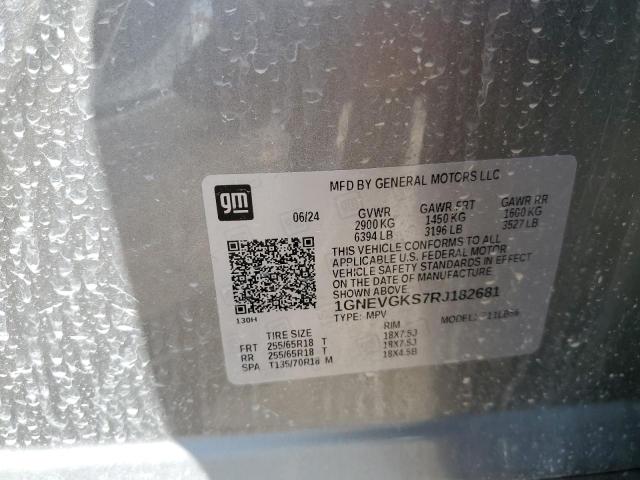 gm
MFD BY GENERAL MOTORS LLC
06/24
GVWR GAWR FRT GAWR RR
2900 KG 1450 KG 1600 KG
6394 LB 3196 LB 3527 LB
THIS VEHICLE CONFORMS TO ALL
APPLICABLE U.S. FEDERAL MOTOR
VEHICLE SAFETY STANDARDS IN EFFECT
ON THE DATE OF MANUFACTURE
SHOWN ABOVE
1GNEVGKS7RJ182681
130H
TYPE: MPV MODEL:
TIRE SIZE RIM
FRT 255/65R18 T 18X7.5J
RR 255/65R18 T 18X7.5J
SPA T135/70R18 M 18X4.5B